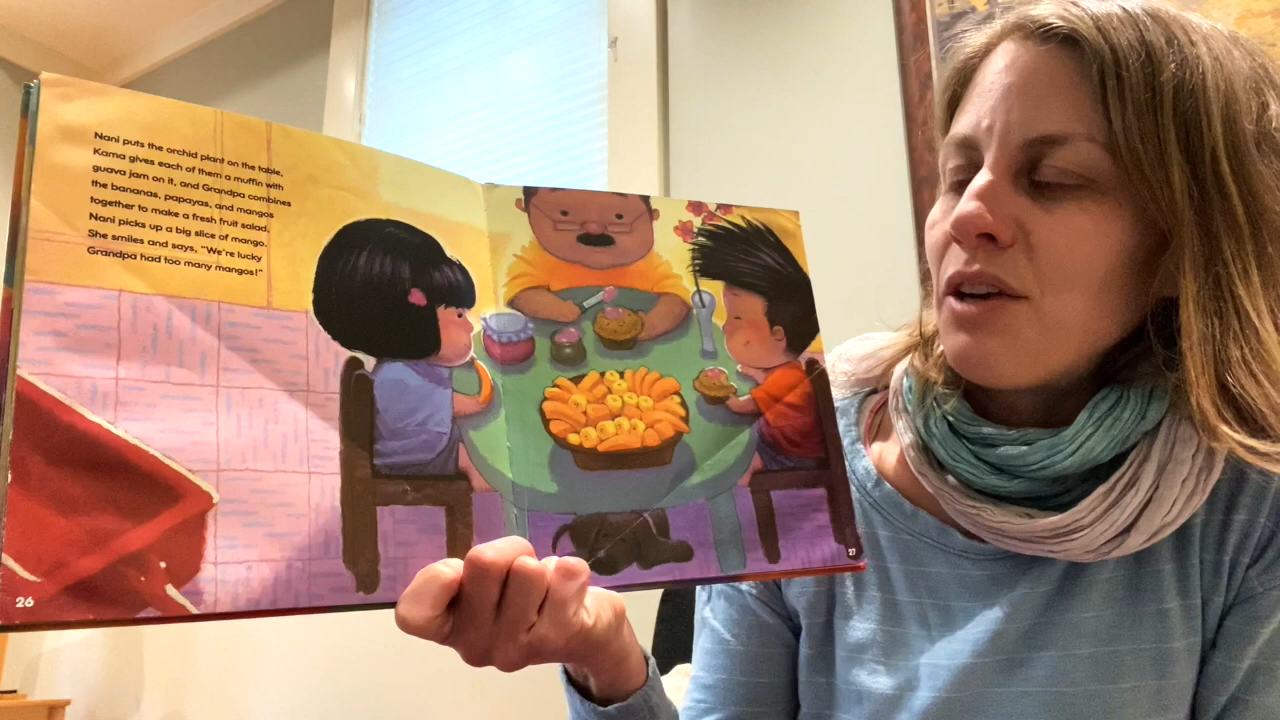 Nani puts the orchid plant on the table,
Kama gives each of them a muffin with
guava jam on it, and Grandpa combines
the bananas, papayas, and mangos
together to make a fresh fruit salad.
Nani picks up a big slice of mango.
She smiles and says, “We’re lucky
Grandpa had too many mangos!”
26
27